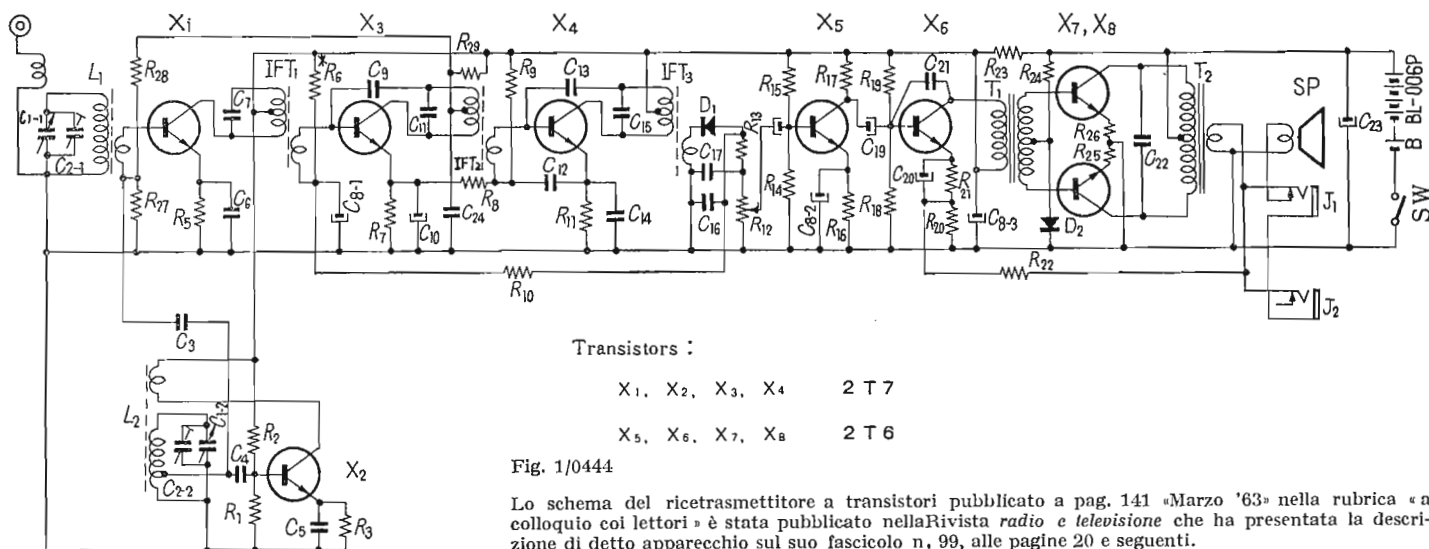 X1 X3 X4 X5 X6 X7, X8
L1 R28 IFT1 R6 * C9 R29 R9 C13 IFT3 R15 R17 R19 C21 R23 R24 T2 SP
C1-1 T C7 C11 C15 D1 R13 T1 R26 C23 B BL-006P
C2-1 IFT2 C12 C17 C19 R25 C22
R27 R5 C6 C8-1 R7 C10 R8 C24 R11 C14 C16 R12 R14 C8-2 R16 R18 C20 R21 R20 C8-3 D2 J1 SW
R10 R22 J2
C3
L2 T C1-2 R2
C4 X2
C2-2 R1 C5 R3
Transistors :
X1, X2, X3, X4 2 T 7
X5, X6, X7, X8 2 T 6
Fig. 1/0444
Lo schema del ricetrasmettitore a transistori pubblicato a pag. 141 «Marzo '63» nella rubrica « a
colloquio coi lettori » è stata pubblicato nellaRivista radio e televisione che ha presentata la descri-
zione di detto apparecchio sul suo fascicolo n, 99, alle pagine 20 e seguenti.